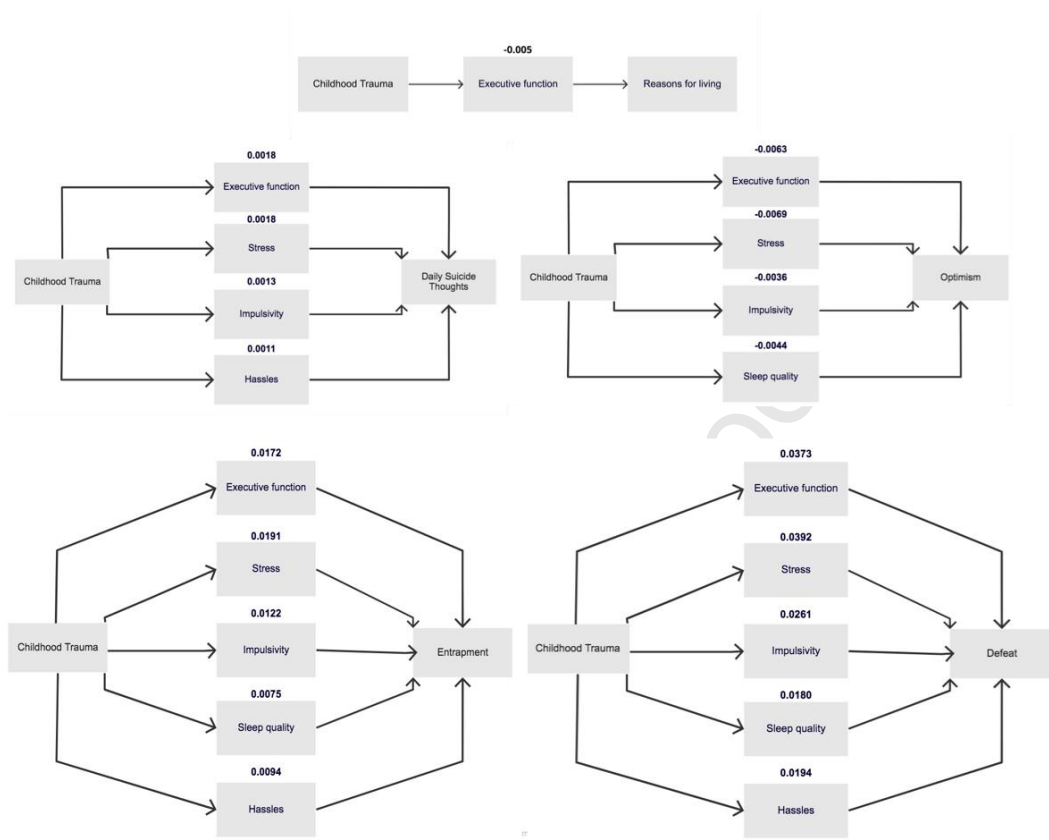 -0.005
Childhood Trauma
Executive function
Reasons for living
0.0018
Executive function
0.0018
Stress
Childhood Trauma
0.0013
Impulsivity
0.0011
Hassles
Daily Suicide
Thoughts
-0.0063
Executive function
-0.0069
Stress
Childhood Trauma
-0.0036
Impulsivity
-0.0044
Sleep quality
Optimism
0.0172
Executive function
0.0191
Stress
0.0122
Childhood Trauma
Impulsivity
Entrapment
0.0075
Sleep quality
0.0094
Hassles
0.0373
Executive function
0.0392
Stress
0.0261
Childhood Trauma
Impulsivity
Defeat
0.0180
Sleep quality
0.0194
Hassles